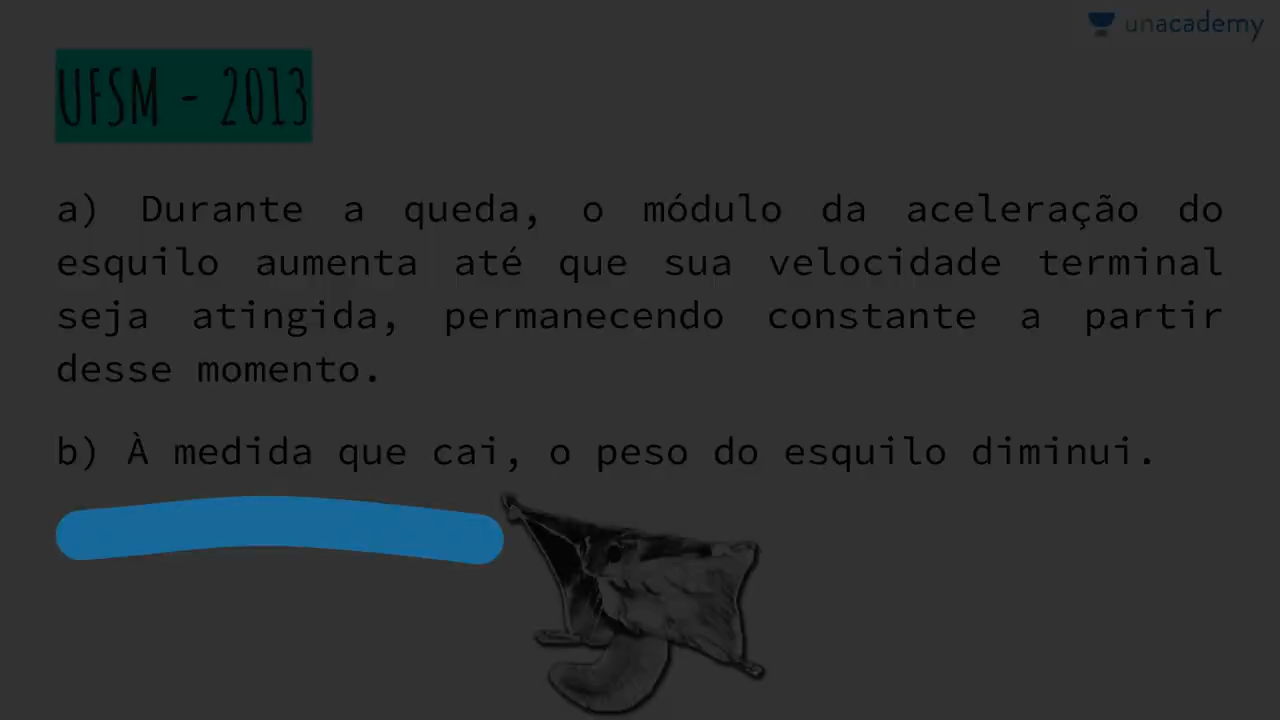 unacademy
UFSM - 2013
a) Durante a queda, o módulo da aceleração do
esquilo aumenta até que sua velocidade terminal
seja atingida, permanecendo constante a partir
desse momento.
b) À medida que cai, o peso do esquilo diminui.